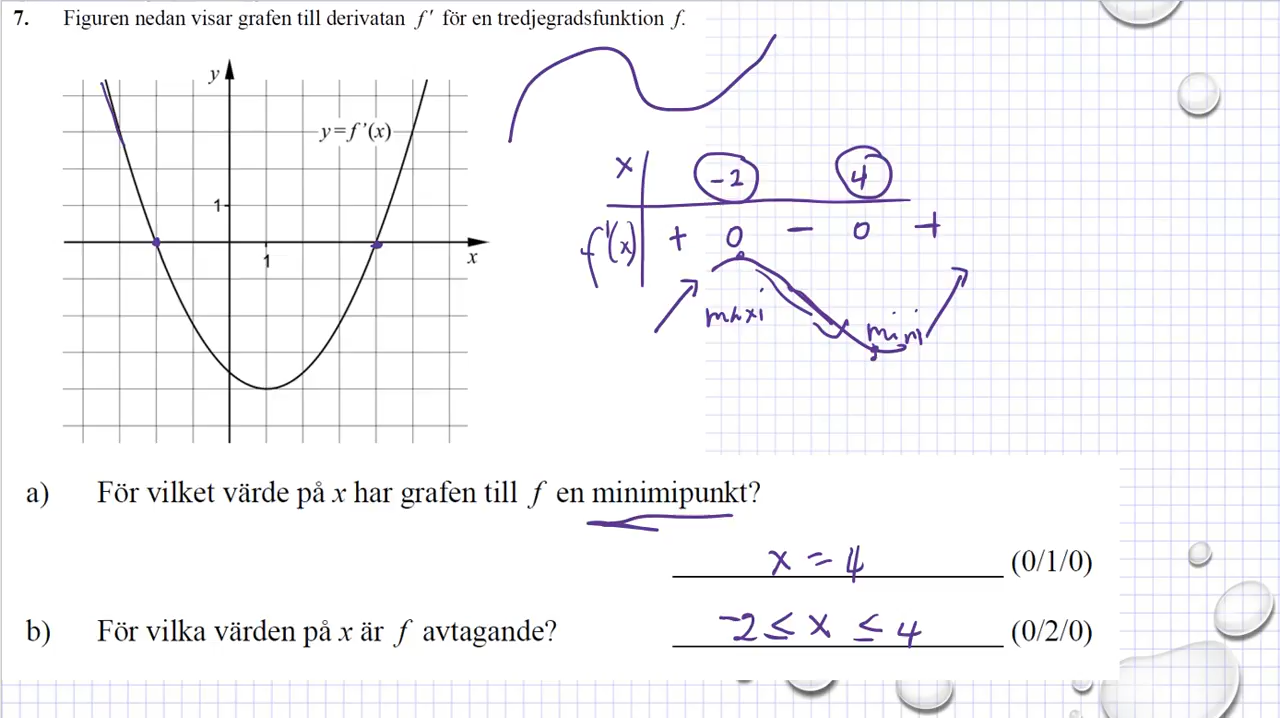 7. Figuren nedan visar grafen till derivatan f′ för en tredjegradsfunktion f.
y
y=f’(x)
1
1
x
x -2 4
f'(x) + 0 - 0 +
maxi mini
a) För vilket värde på x har grafen till f en minimipunkt?
x = 4 (0/1/0)
b) För vilka värden på x är f avtagande?
-2 ≤ x ≤ 4 (0/2/0)